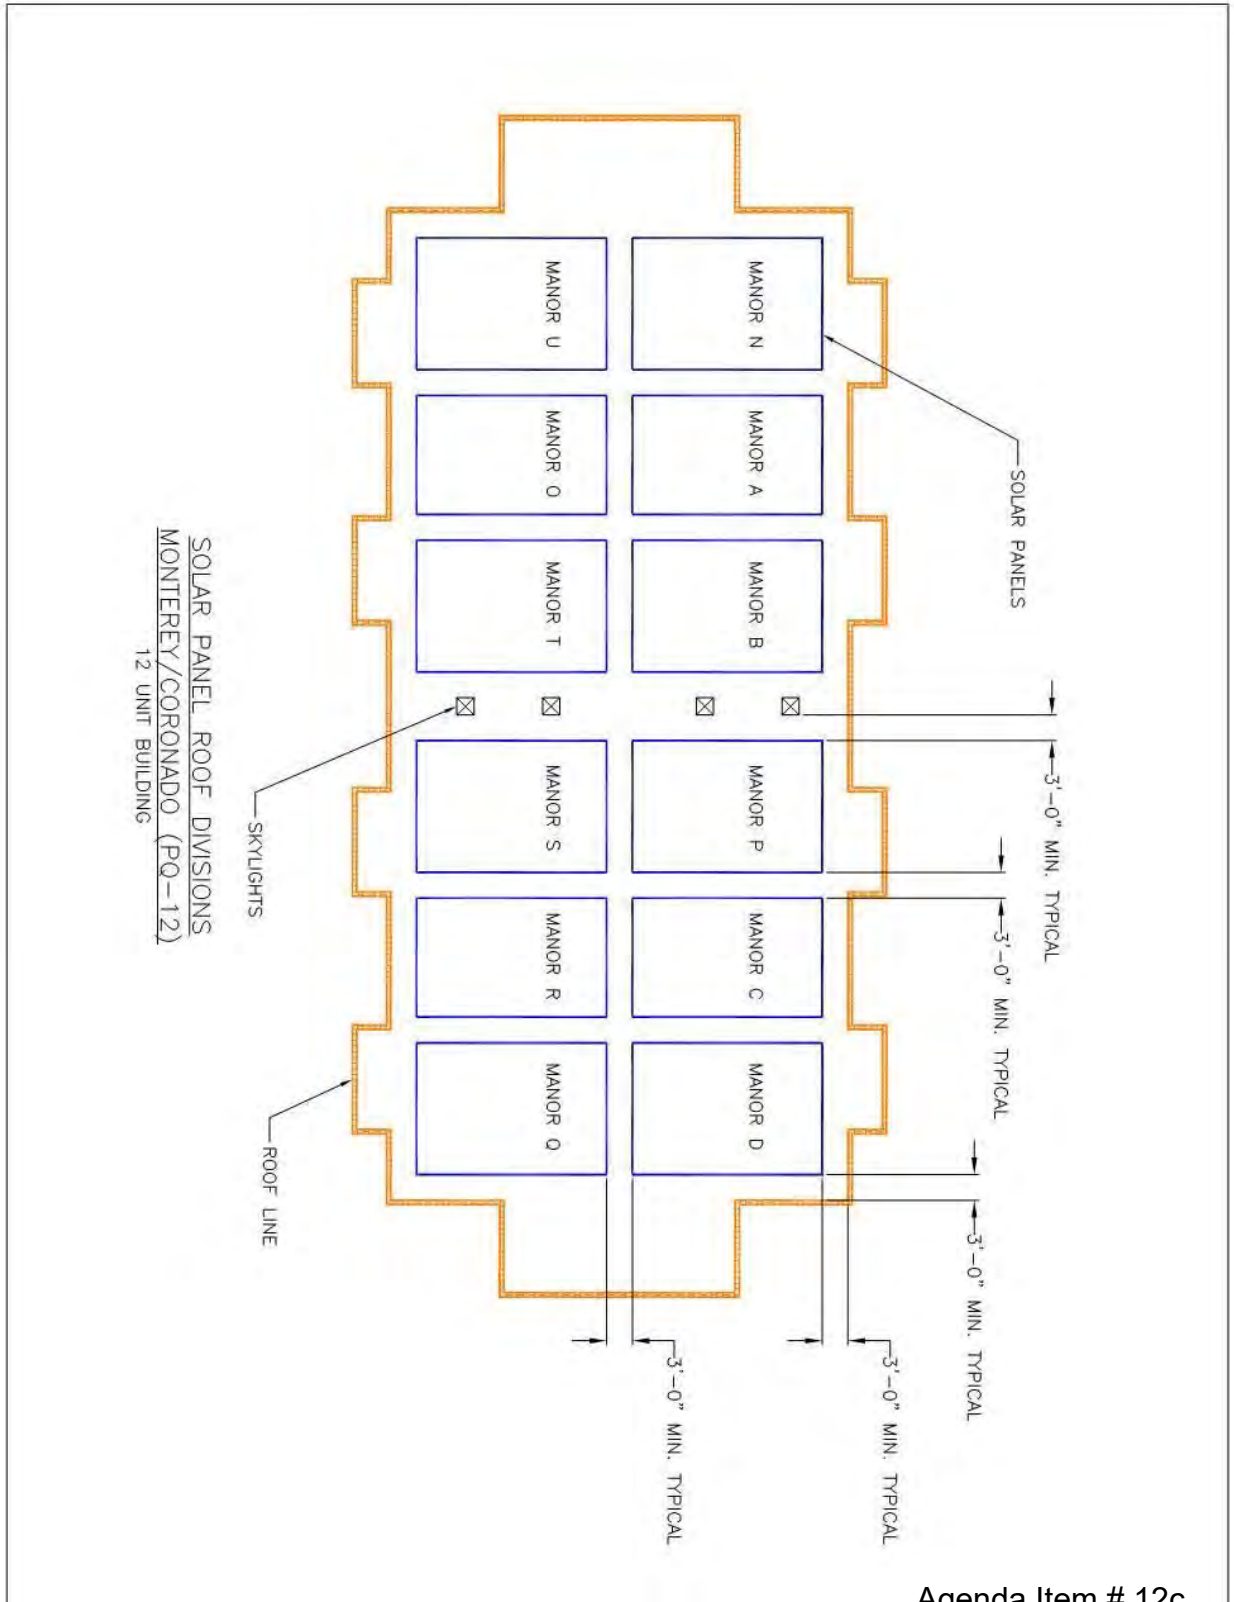 SOLAR PANELS
3'-0" MIN. TYPICAL
3'-0" MIN. TYPICAL
3'-0" MIN. TYPICAL
3'-0" MIN. TYPICAL
3'-0" MIN. TYPICAL
MANOR N
MANOR A
MANOR B
MANOR P
MANOR C
MANOR D
MANOR U
MANOR O
MANOR T
MANOR S
MANOR R
MANOR Q
SKYLIGHTS
ROOF LINE
SOLAR PANEL ROOF DIVISIONS
MONTEREY/CORONADO (PQ-12)
12 UNIT BUILDING
Agenda Item # 12c